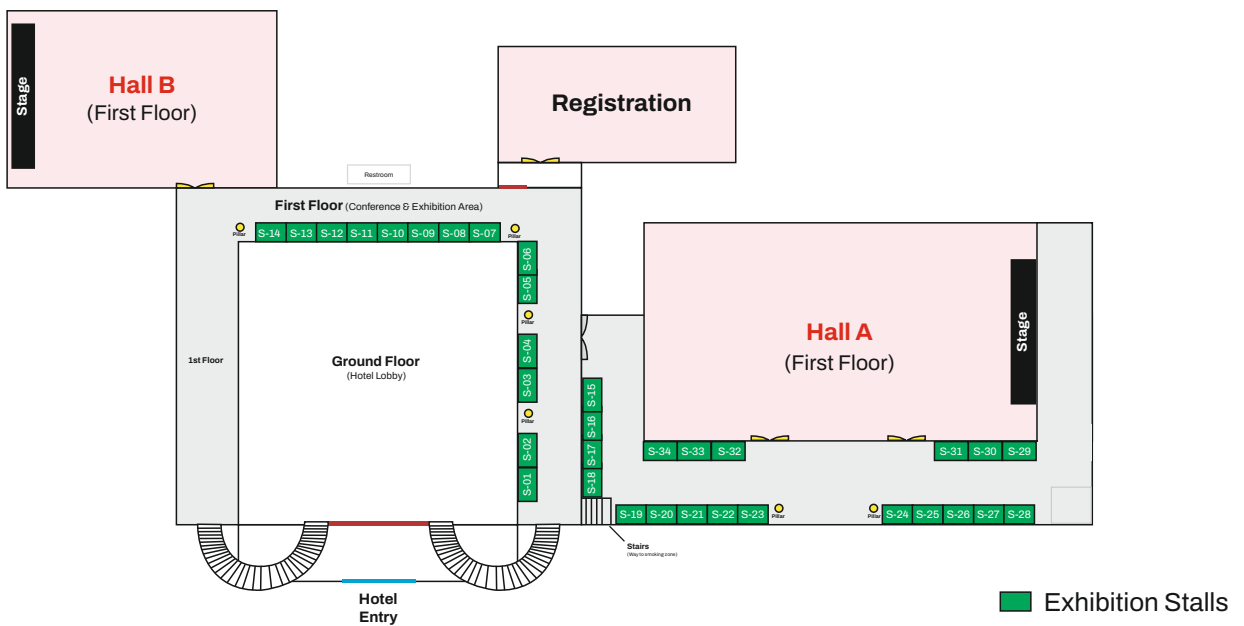 Stage
Hall B
(First Floor)
Registration
Restroom
First Floor (Conference & Exhibition Area)
Pillar
S-14 S-13 S-12 S-11 S-10 S-09 S-08 S-07
Pillar
S-06
S-05
Pillar
S-04
S-03
Pillar
S-02
S-01
1st Floor
Ground Floor
(Hotel Lobby)
Hall A
(First Floor)
Stage
S-15
S-16
S-17
S-18
S-34 S-33 S-32
S-31 S-30 S-29
S-19 S-20 S-21 S-22 S-23
Pillar
Pillar
S-24 S-25 S-26 S-27 S-28
Stairs
(Way to smoking zone)
Hotel
Entry
Exhibition Stalls